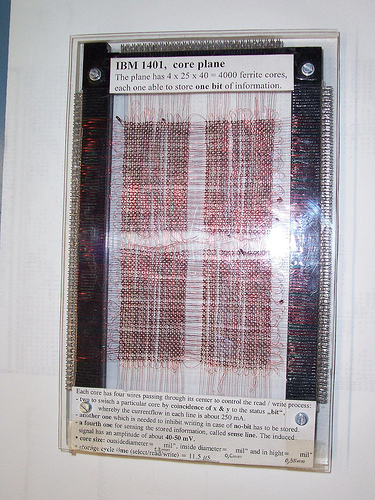 IBM 1401, core plane
The plane has 4 x 25 x 40 = 4000 ferrite cores,
each one able to store one bit of information.
Each core has four wires passing through its center to control the read / write process:
- two to switch a particular core by coincidence of x & y to the status „bit",
whereby the currentflow in each line is about 250 mA.
- another one which is needed to inhibit writing in case of no-bit has to be stored.
- a fourth one for sensing the stored information, called sense line. The induced
signal has an amplitude of about 40-50 mV.
- core size: outsidediameter= mil" inside diameter= mil" and in hight= mil"
- storage cycle time (select/read/write) = 11.5 µs